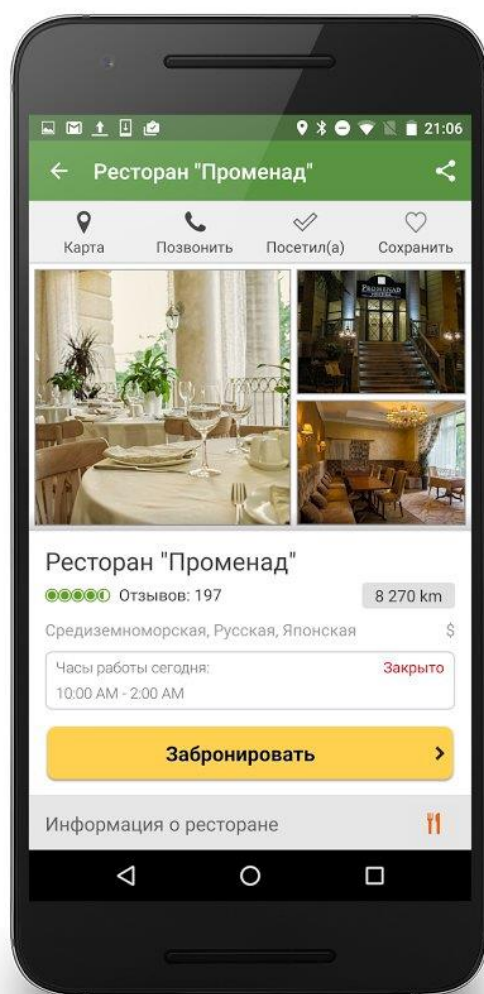 21:06
Ресторан "Променад"
Карта
Позвонить
Посетил(а)
Сохранить
PROMENAD
Ресторан "Променад"
Отзывов: 197
8 270 km
Средиземноморская, Русская, Японская
$
Часы работы сегодня:
Закрыто
10:00 AM - 2:00 AM
Забронировать
Информация о ресторане